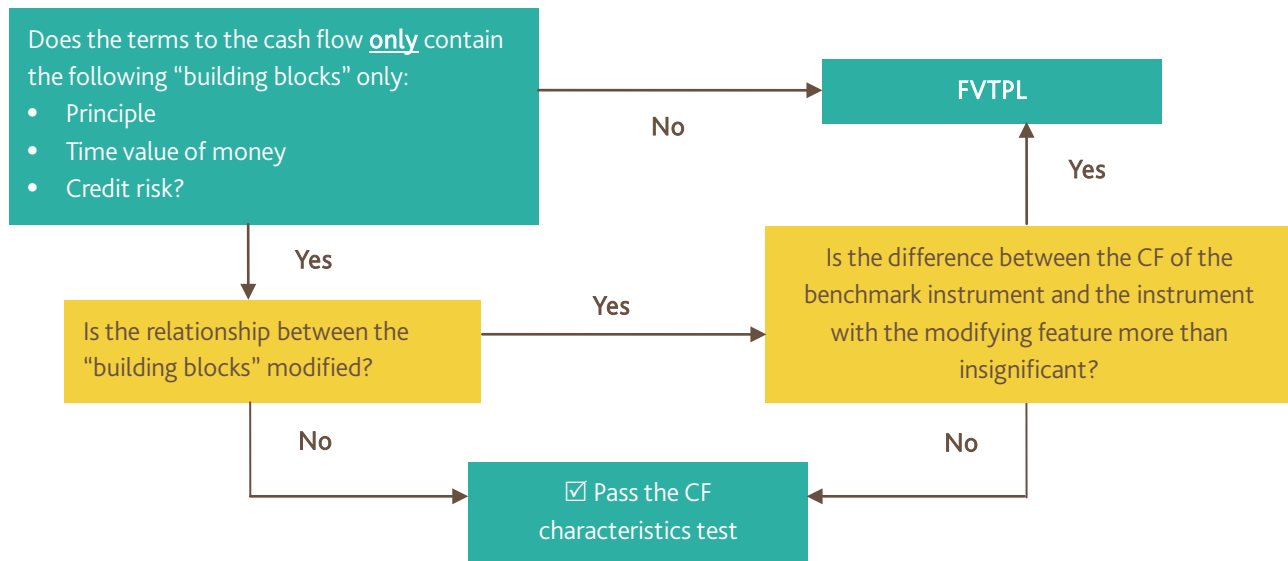 Does the terms to the cash flow only contain
the following “building blocks” only:
• Principle
• Time value of money
• Credit risk?
No
FVTPL
Yes
Yes
Is the relationship between the
“building blocks” modified?
Yes
Is the difference between the CF of the
benchmark instrument and the instrument
with the modifying feature more than
insignificant?
No
No
☑ Pass the CF
characteristics test